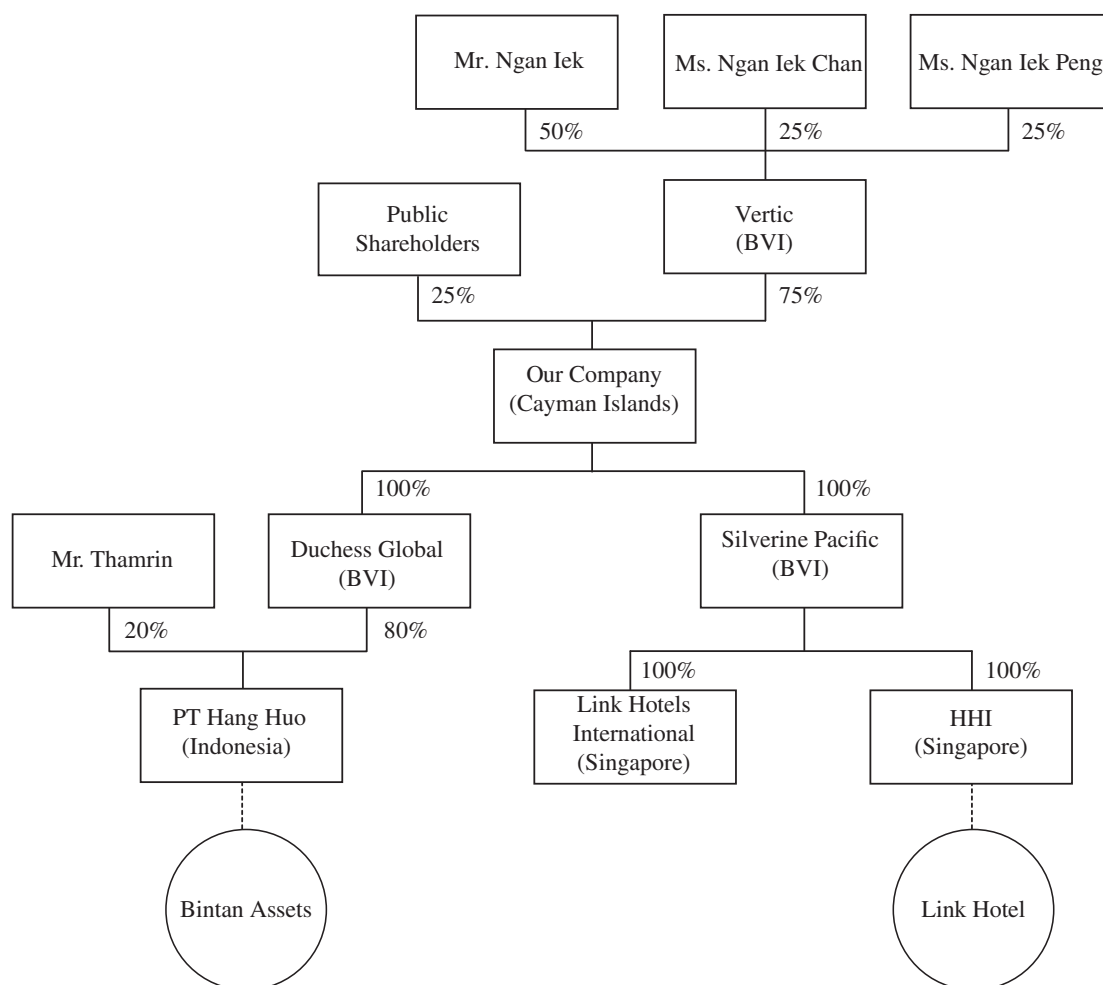 Mr. Ngan Iek
Ms. Ngan Iek Chan
Ms. Ngan Iek Peng
50%
25%
25%
Public
Shareholders
Vertic
(BVI)
25%
75%
Our Company
(Cayman Islands)
100%
100%
Mr. Thamrin
Duchess Global
(BVI)
Silverine Pacific
(BVI)
20%
80%
100%
100%
PT Hang Huo
(Indonesia)
Link Hotels
International
(Singapore)
HHI
(Singapore)
Bintan Assets
Link Hotel